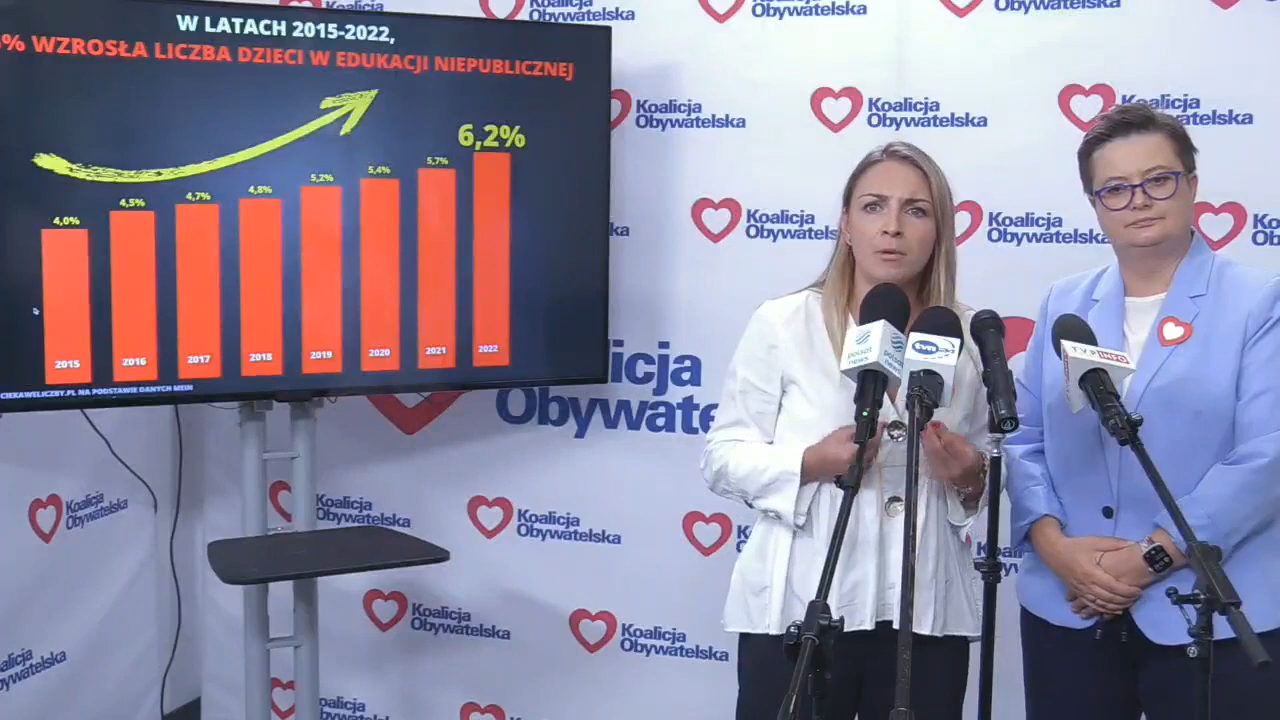 W LATACH 2015-2022,
% WZROSŁA LICZBA DZIECI W EDUKACJI NIEPUBLICZNEJ
4,0%
4,5%
4,7%
4,8%
5,2%
5,4%
5,7%
6,2%
2015
2016
2017
2018
2019
2020
2021
2022
CIEKAWELICZBY.PL NA PODSTAWIE DANYCH MEIN
Koalicja
Obywatelska
Obywatelska
Koalicja
Obywatelska
Koalicja
Obywatelska
Koalicja
Obywatelska
Koalicja
Obywatelska
Koalicja
Obywatelska
Koalicja
Obywatelska
Koalicja
Obywatelska
Koalicja
Obywatelska
Koalicja
Obywatelska
Koalicja
Obywatelska
Koalicja
Obywatelska
polsat
news
polsat
news
tvn
TVP INFO